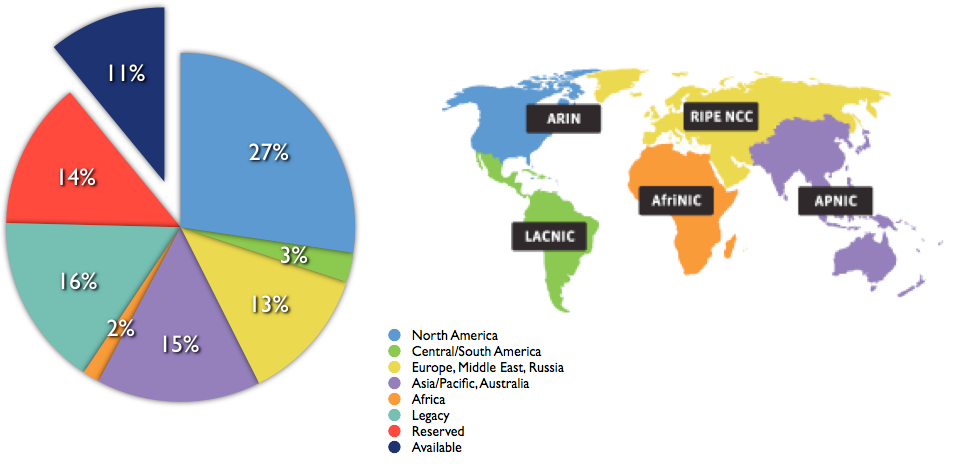 11%
27%
14%
3%
16%
13%
2%
15%
ARIN
RIPE NCC
AfriNIC
APNIC
LACNIC
North America
Central/South America
Europe, Middle East, Russia
Asia/Pacific, Australia
Africa
Legacy
Reserved
Available